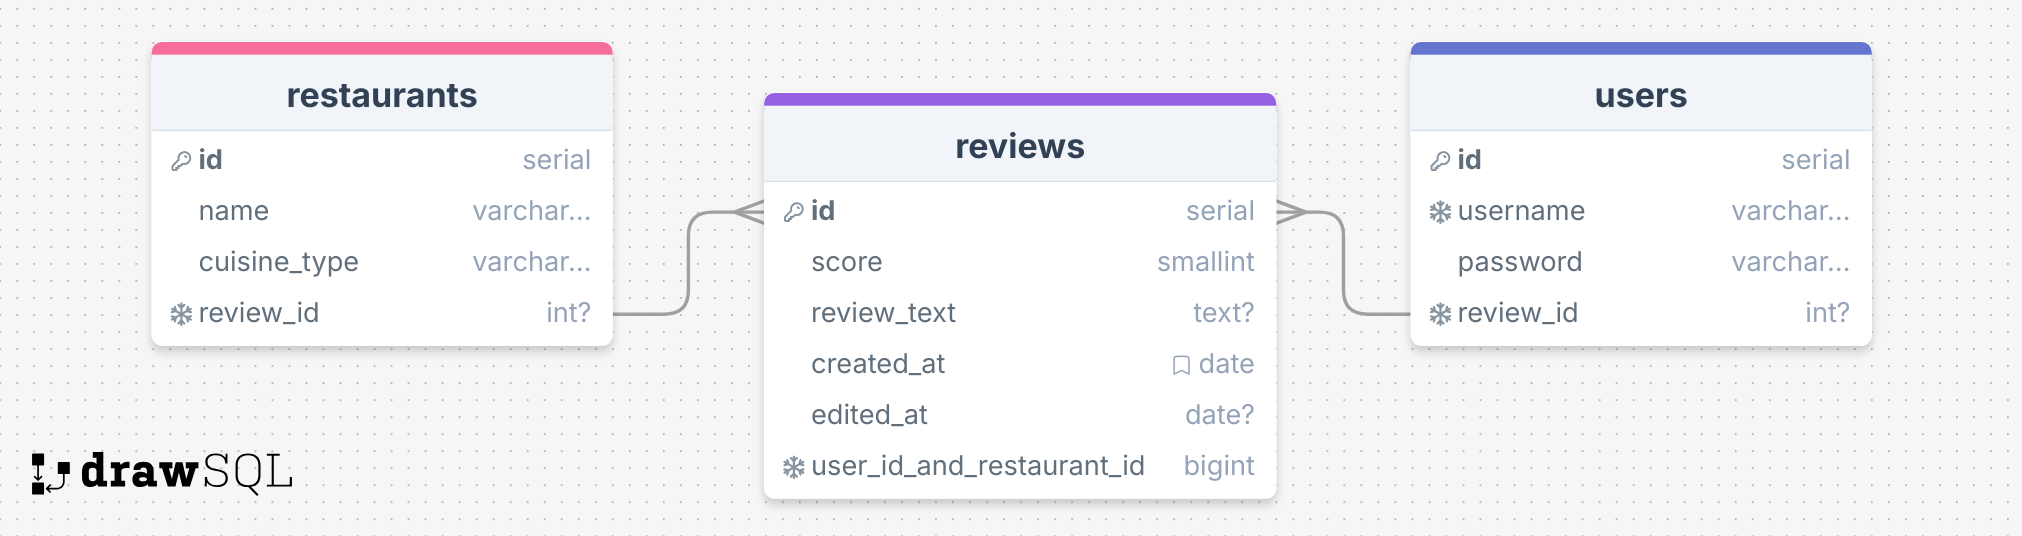 restaurants
id serial
name varchar...
cuisine_type varchar...
review_id int?
reviews
id serial
score smallint
review_text text?
created_at date
edited_at date?
user_id_and_restaurant_id bigint
users
id serial
username varchar...
password varchar...
review_id int?
drawSQL